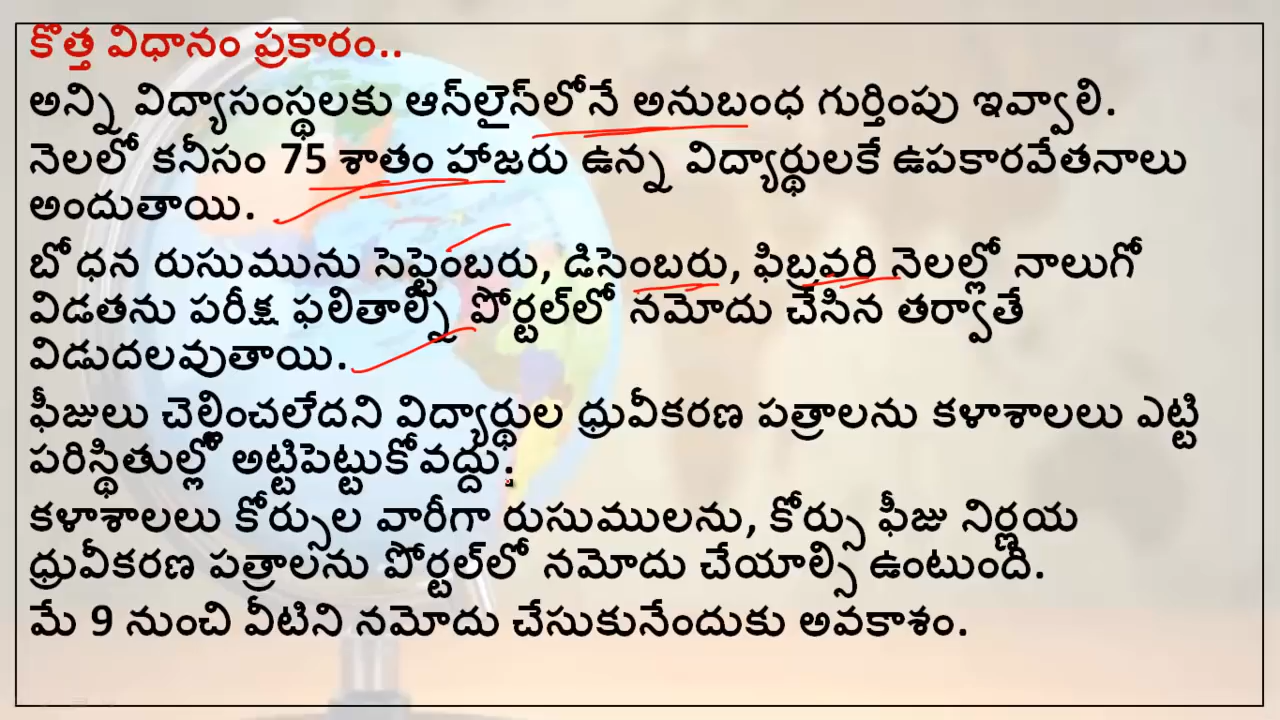 కొత్త విధానం ప్రకారం..
అన్ని విద్యాసంస్థలకు ఆన్‌లైన్‌లోనే అనుబంధ గుర్తింపు ఇవ్వాలి.
నెలలో కనీసం 75 శాతం హాజరు ఉన్న విద్యార్థులకే ఉపకారవేతనాలు
అందుతాయి.
బోధన రుసుమును సెప్టెంబరు, డిసెంబరు, ఫిబ్రవరి నెలల్లో నాలుగో
విడతను పరీక్ష ఫలితాల్ని పోర్టల్‌లో నమోదు చేసిన తర్వాతే
విడుదలవుతాయి.
ఫీజులు చెల్లించలేదని విద్యార్థుల ధ్రువీకరణ పత్రాలను కళాశాలలు ఎట్టి
పరిస్థితుల్లో అట్టిపెట్టుకోవద్దు.
కళాశాలలు కోర్సుల వారీగా రుసుములను, కోర్సు ఫీజు నిర్ణయ
ధ్రువీకరణ పత్రాలను పోర్టల్‌లో నమోదు చేయాల్సి ఉంటుంది.
మే 9 నుంచి వీటిని నమోదు చేసుకునేందుకు అవకాశం.